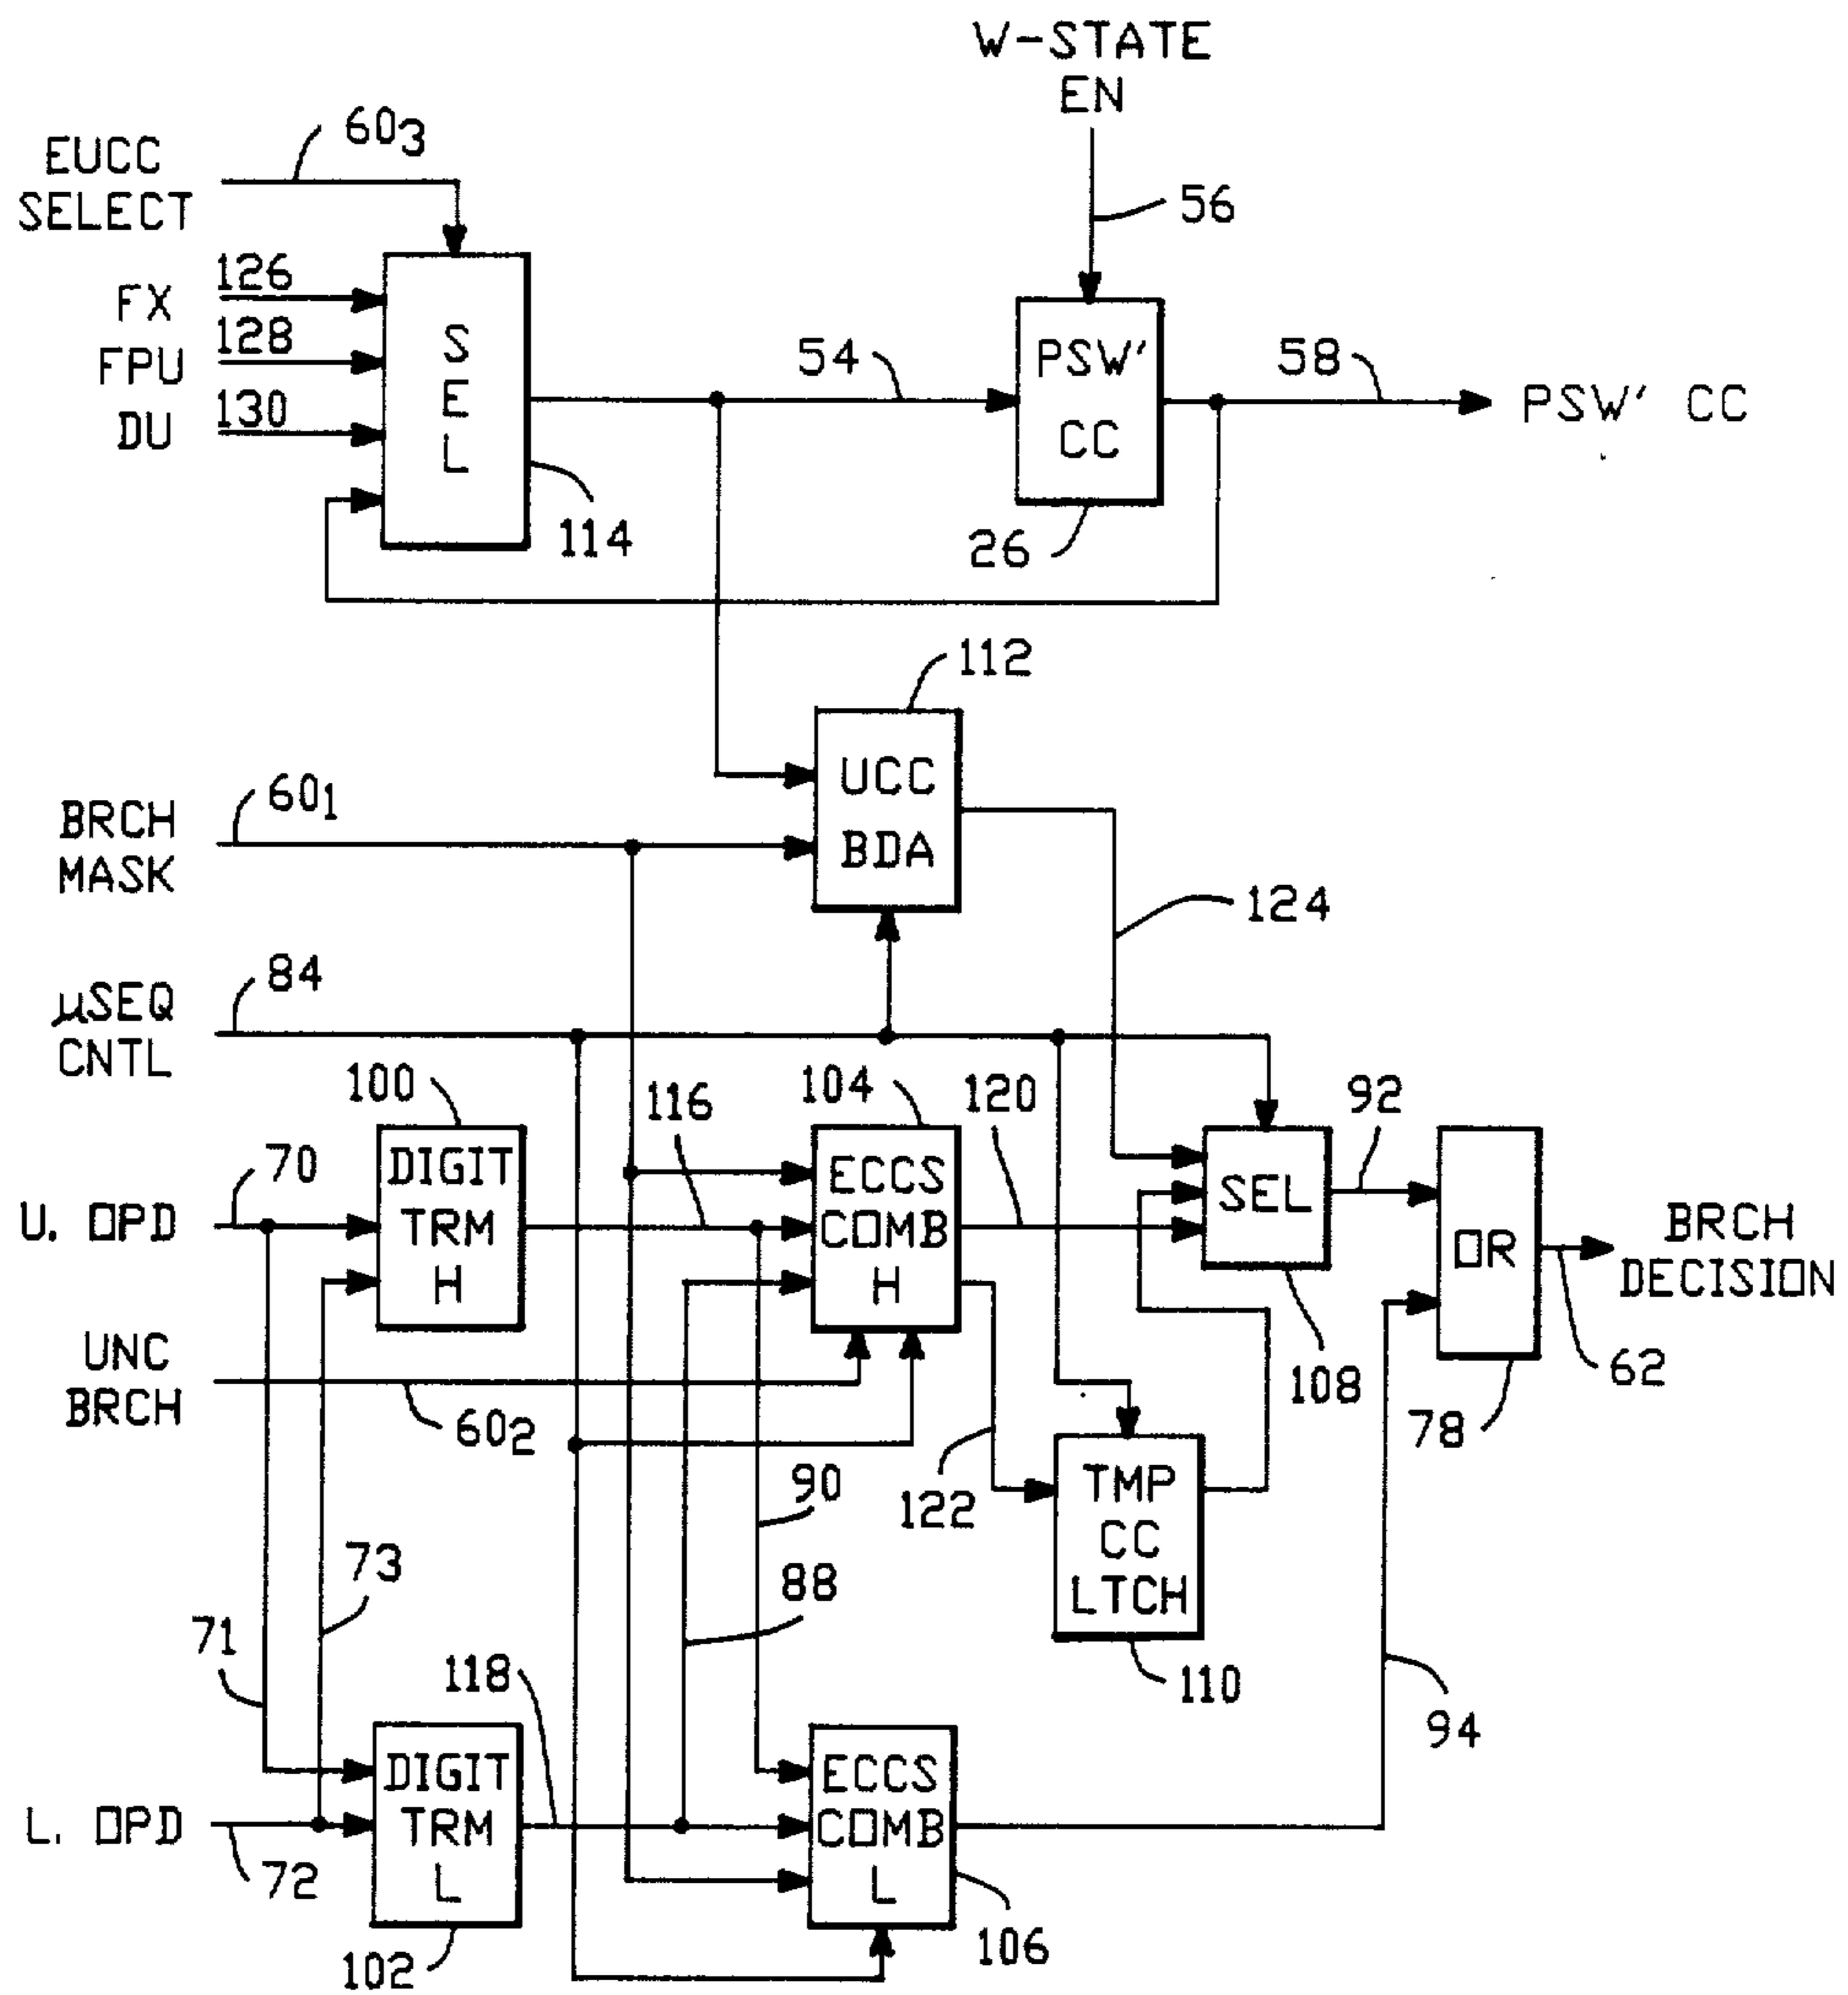 W-STATE
EN
60₃
EUCC
SELECT
56
126
FX
128
FPU
130
DU
S
E
L
54
PSW'
CC
58
PSW' CC
114
26
112
UCC
BDA
60₁
BRCH
MASK
124
84
µSEQ
CNTL
100
104
116
120
92
70
U. OPD
DIGIT
TRM
H
ECCS
COMB
H
SEL
OR
BRCH
DECISION
UNC
BRCH
60₂
108
62
78
90
122
TMP
CC
LTCH
73
88
71
118
110
94
DIGIT
TRM
L
ECCS
COMB
L
L. OPD
72
102
106